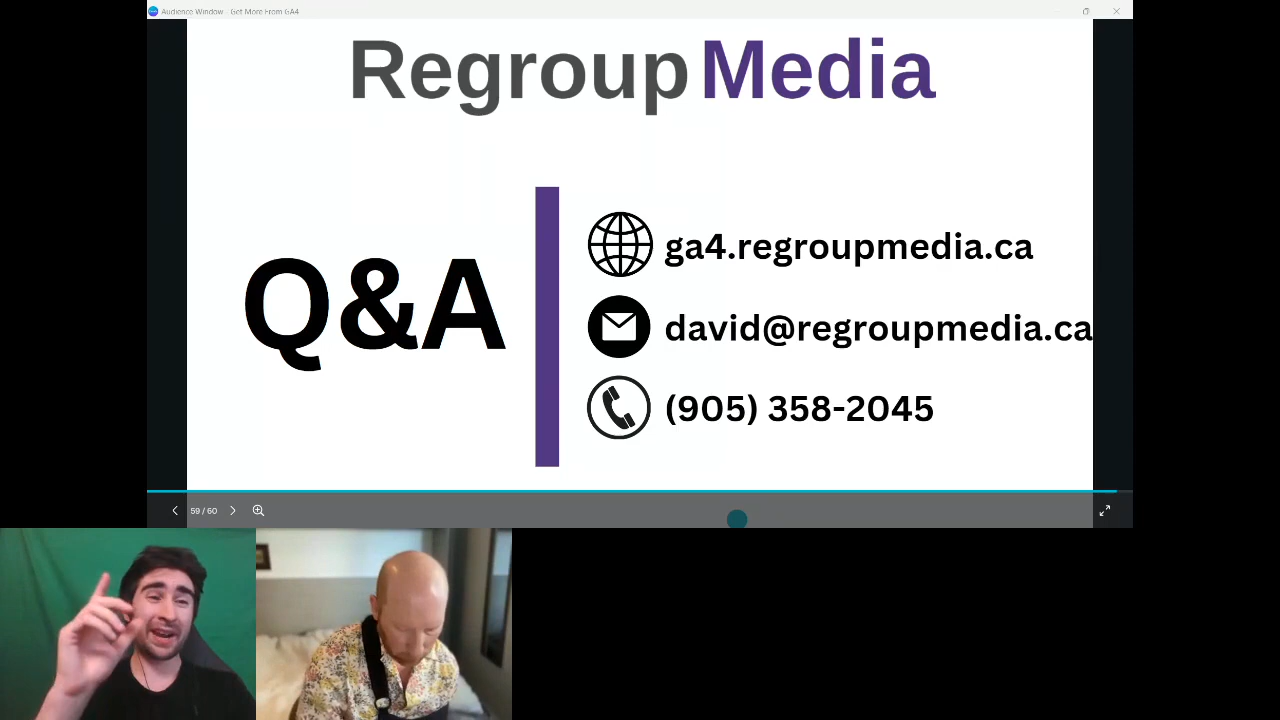 Audience Window - Get More From GA4
Regroup Media
Q&A
ga4.regroupmedia.ca
david@regroupmedia.ca
(905) 358-2045
59 / 60